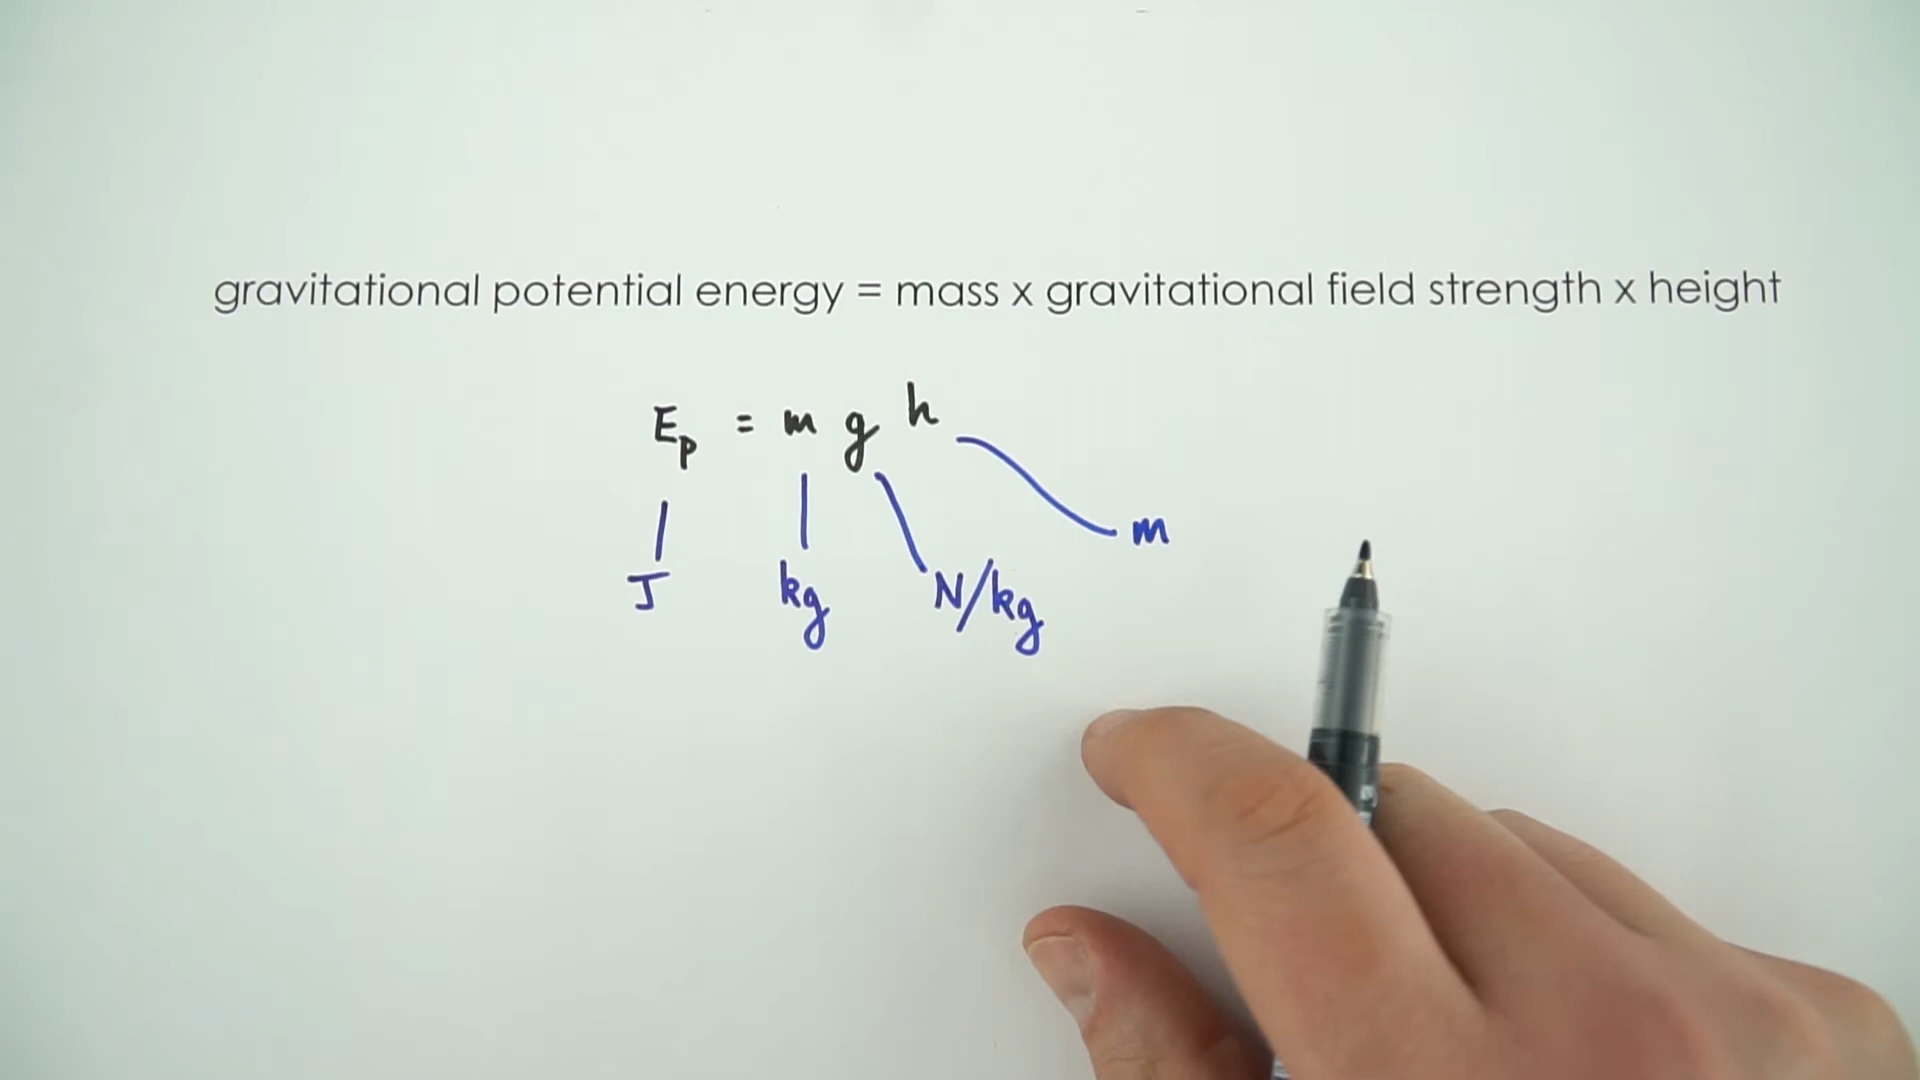 gravitational potential energy = mass x gravitational field strength x height
Ep = m g h
m
J kg N/kg